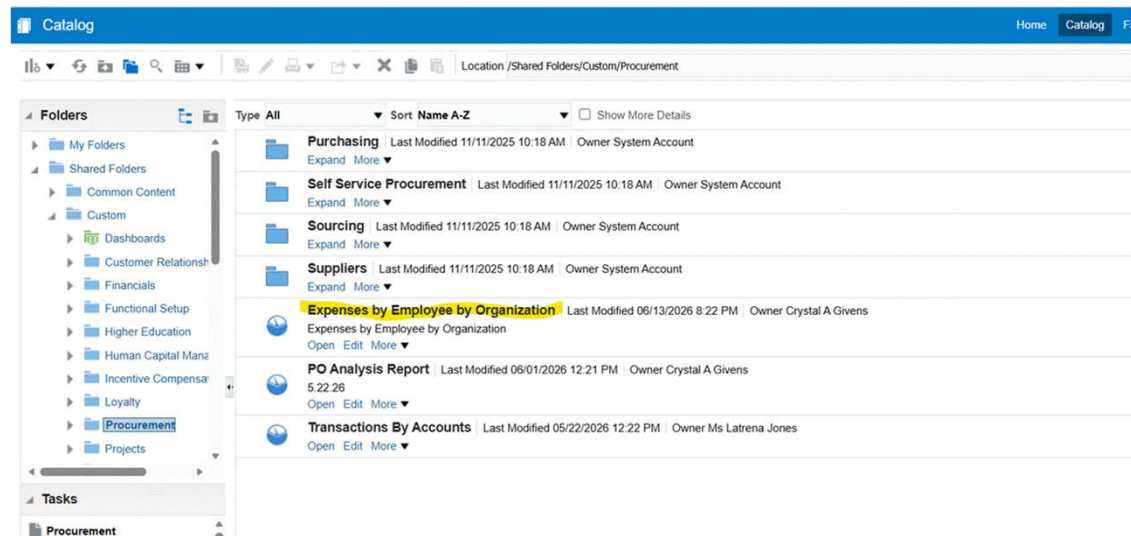 Catalog
Home Catalog
Location /Shared Folders/Custom/Procurement
Folders
My Folders
Shared Folders
Common Content
Custom
Dashboards
Customer Relationsh
Financials
Functional Setup
Higher Education
Human Capital Mana
Incentive Compensa
Loyalty
Procurement
Projects
Tasks
Procurement
Type All Sort Name A-Z Show More Details
Purchasing Last Modified 11/11/2025 10:18 AM Owner System Account
Expand More
Self Service Procurement Last Modified 11/11/2025 10:18 AM Owner System Account
Expand More
Sourcing Last Modified 11/11/2025 10:18 AM Owner System Account
Expand More
Suppliers Last Modified 11/11/2025 10:18 AM Owner System Account
Expand More
Expenses by Employee by Organization Last Modified 06/13/2026 8:22 PM Owner Crystal A Givens
Expenses by Employee by Organization
Open Edit More
PO Analysis Report Last Modified 06/01/2026 12:21 PM Owner Crystal A Givens
5.22.26
Open Edit More
Transactions By Accounts Last Modified 05/22/2026 12:22 PM Owner Ms Latrena Jones
Open Edit More